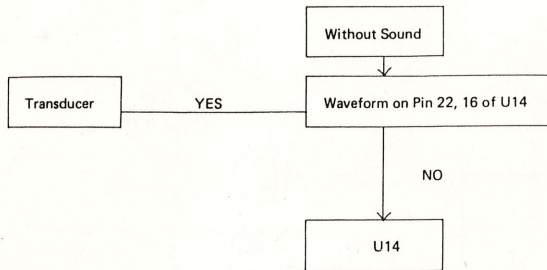 Without Sound
Transducer
YES
Waveform on Pin 22, 16 of U14
NO
U14